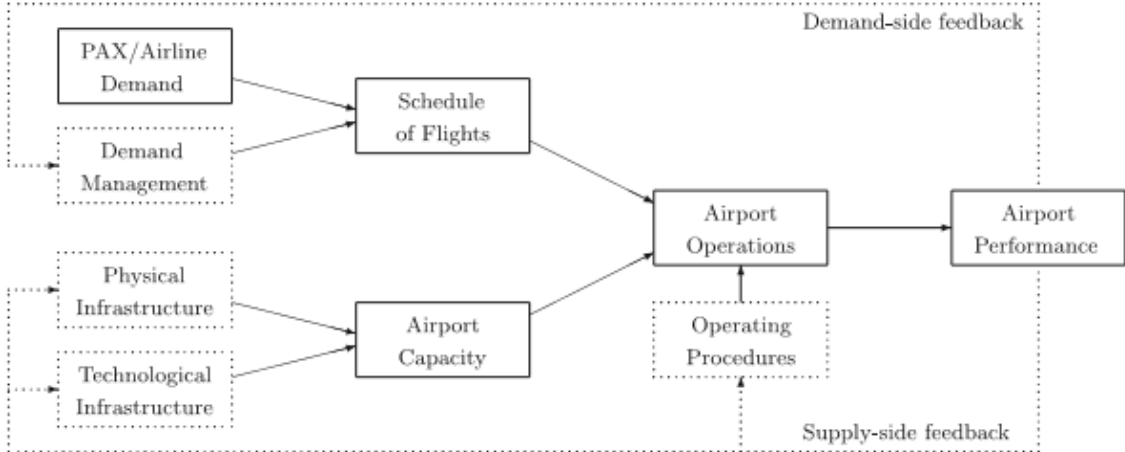 Demand-side feedback
PAX/Airline
Demand
Schedule
of Flights
Demand
Management
Airport
Operations
Airport
Performance
Physical
Infrastructure
Airport
Capacity
Operating
Procedures
Technological
Infrastructure
Supply-side feedback